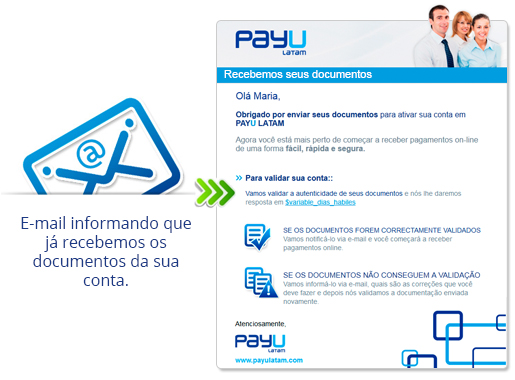 E-mail informando que
já recebemos os
documentos da sua
conta.
PAYU
LATAM
Recebemos seus documentos
Olá Maria,
Obrigado por enviar seus documentos para ativar sua conta em
PAYU LATAM
Agora você está mais perto de começar a receber pagamentos on-line
de uma forma fácil, rápida e segura.
» Para validar sua conta::
Vamos validar a autenticidade de seus documentos e nós lhe daremos
resposta em $variable_dias_habiles
SE OS DOCUMENTOS FOREM CORRECTAMENTE VALIDADOS
Vamos notificá-lo via e-mail e você começará a receber
pagamentos online.
SE OS DOCUMENTOS NÃO CONSEGUEM A VALIDAÇÃO
Vamos informá-lo via e-mail, quais são as correções que você
deve fazer e depois nós validamos a documentação enviada
novamente.
Atenciosamente,
PAYU
LATAM
www.payulatam.com